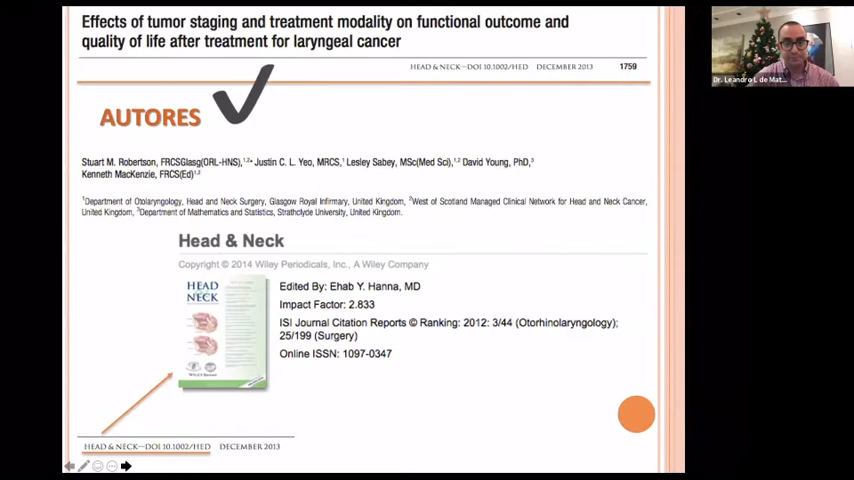 Effects of tumor staging and treatment modality on functional outcome and
quality of life after treatment for laryngeal cancer
HEAD & NECK—DOI 10.1002/HED DECEMBER 2013 1759
AUTORES
Stuart M. Robertson, FRCSGlasg(ORL-HNS),1,2* Justin C. L. Yeo, MRCS,1 Lesley Sabey, MSc(Med Sci),1,2 David Young, PhD,3
Kenneth MacKenzie, FRCS(Ed)1,2
1Department of Otolaryngology, Head and Neck Surgery, Glasgow Royal Infirmary, United Kingdom, 2West of Scotland Managed Clinical Network for Head and Neck Cancer,
United Kingdom, 3Department of Mathematics and Statistics, Strathclyde University, United Kingdom.
Head & Neck
Copyright © 2014 Wiley Periodicals, Inc., A Wiley Company
HEAD
NECK
Edited By: Ehab Y. Hanna, MD
Impact Factor: 2.833
ISI Journal Citation Reports © Ranking: 2012: 3/44 (Otorhinolaryngology);
25/199 (Surgery)
Online ISSN: 1097-0347
HEAD & NECK—DOI 10.1002/HED DECEMBER 2013
Dr. Leandro L de Mat...